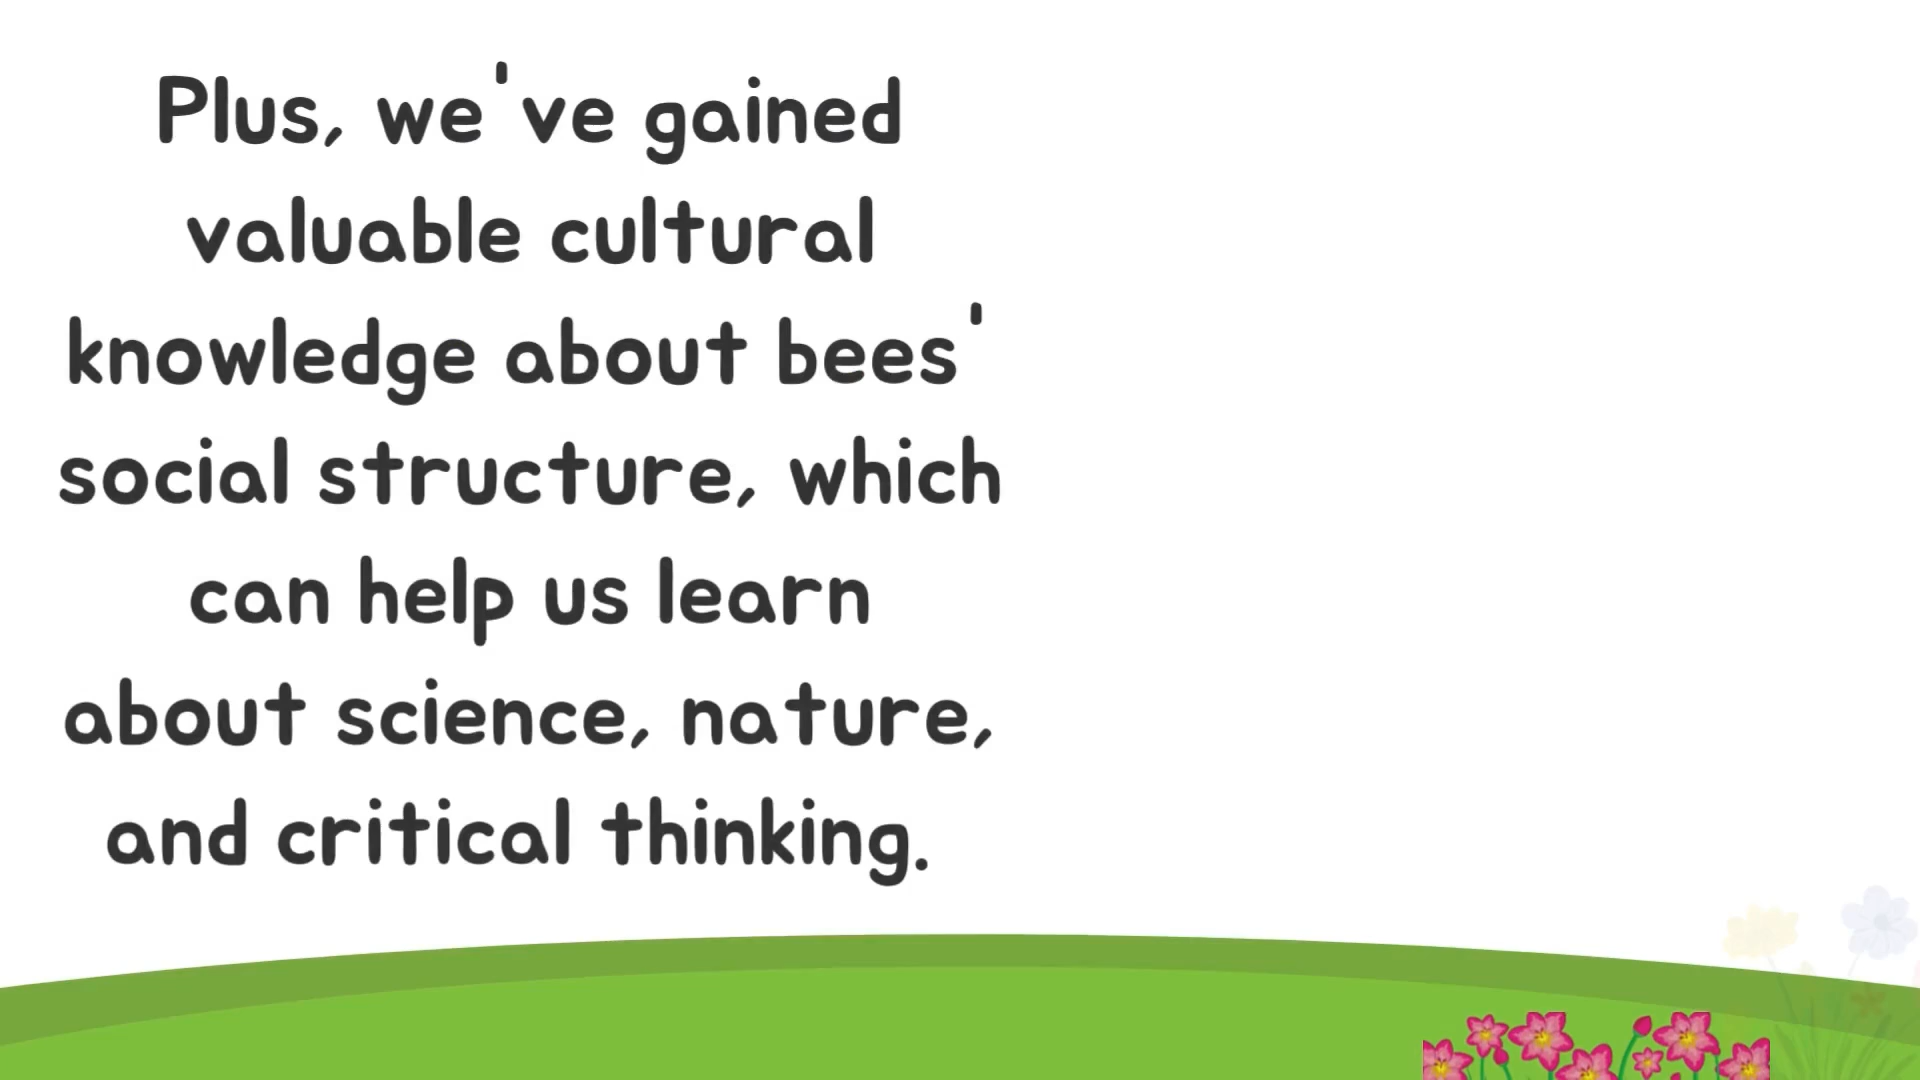 Plus, we've gained
valuable cultural
knowledge about bees'
social structure, which
can help us learn
about science, nature,
and critical thinking.